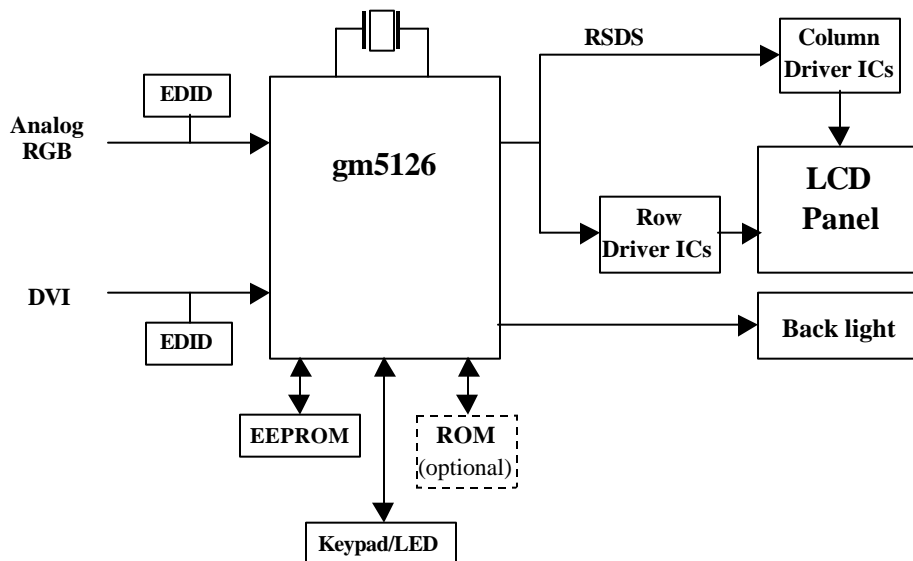 RSDS
Column
Driver ICs
EDID
Analog
RGB
gm5126
LCD
Panel
Row
Driver ICs
DVI
EDID
Back light
EEPROM
ROM
(optional)
Keypad/LED